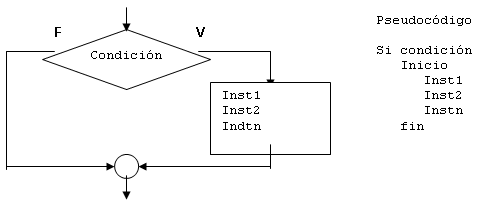 F
V
Condición
Inst1
Inst2
Indtn
Pseudocódigo
Si condición
Inicio
Inst1
Inst2
Instn
fin